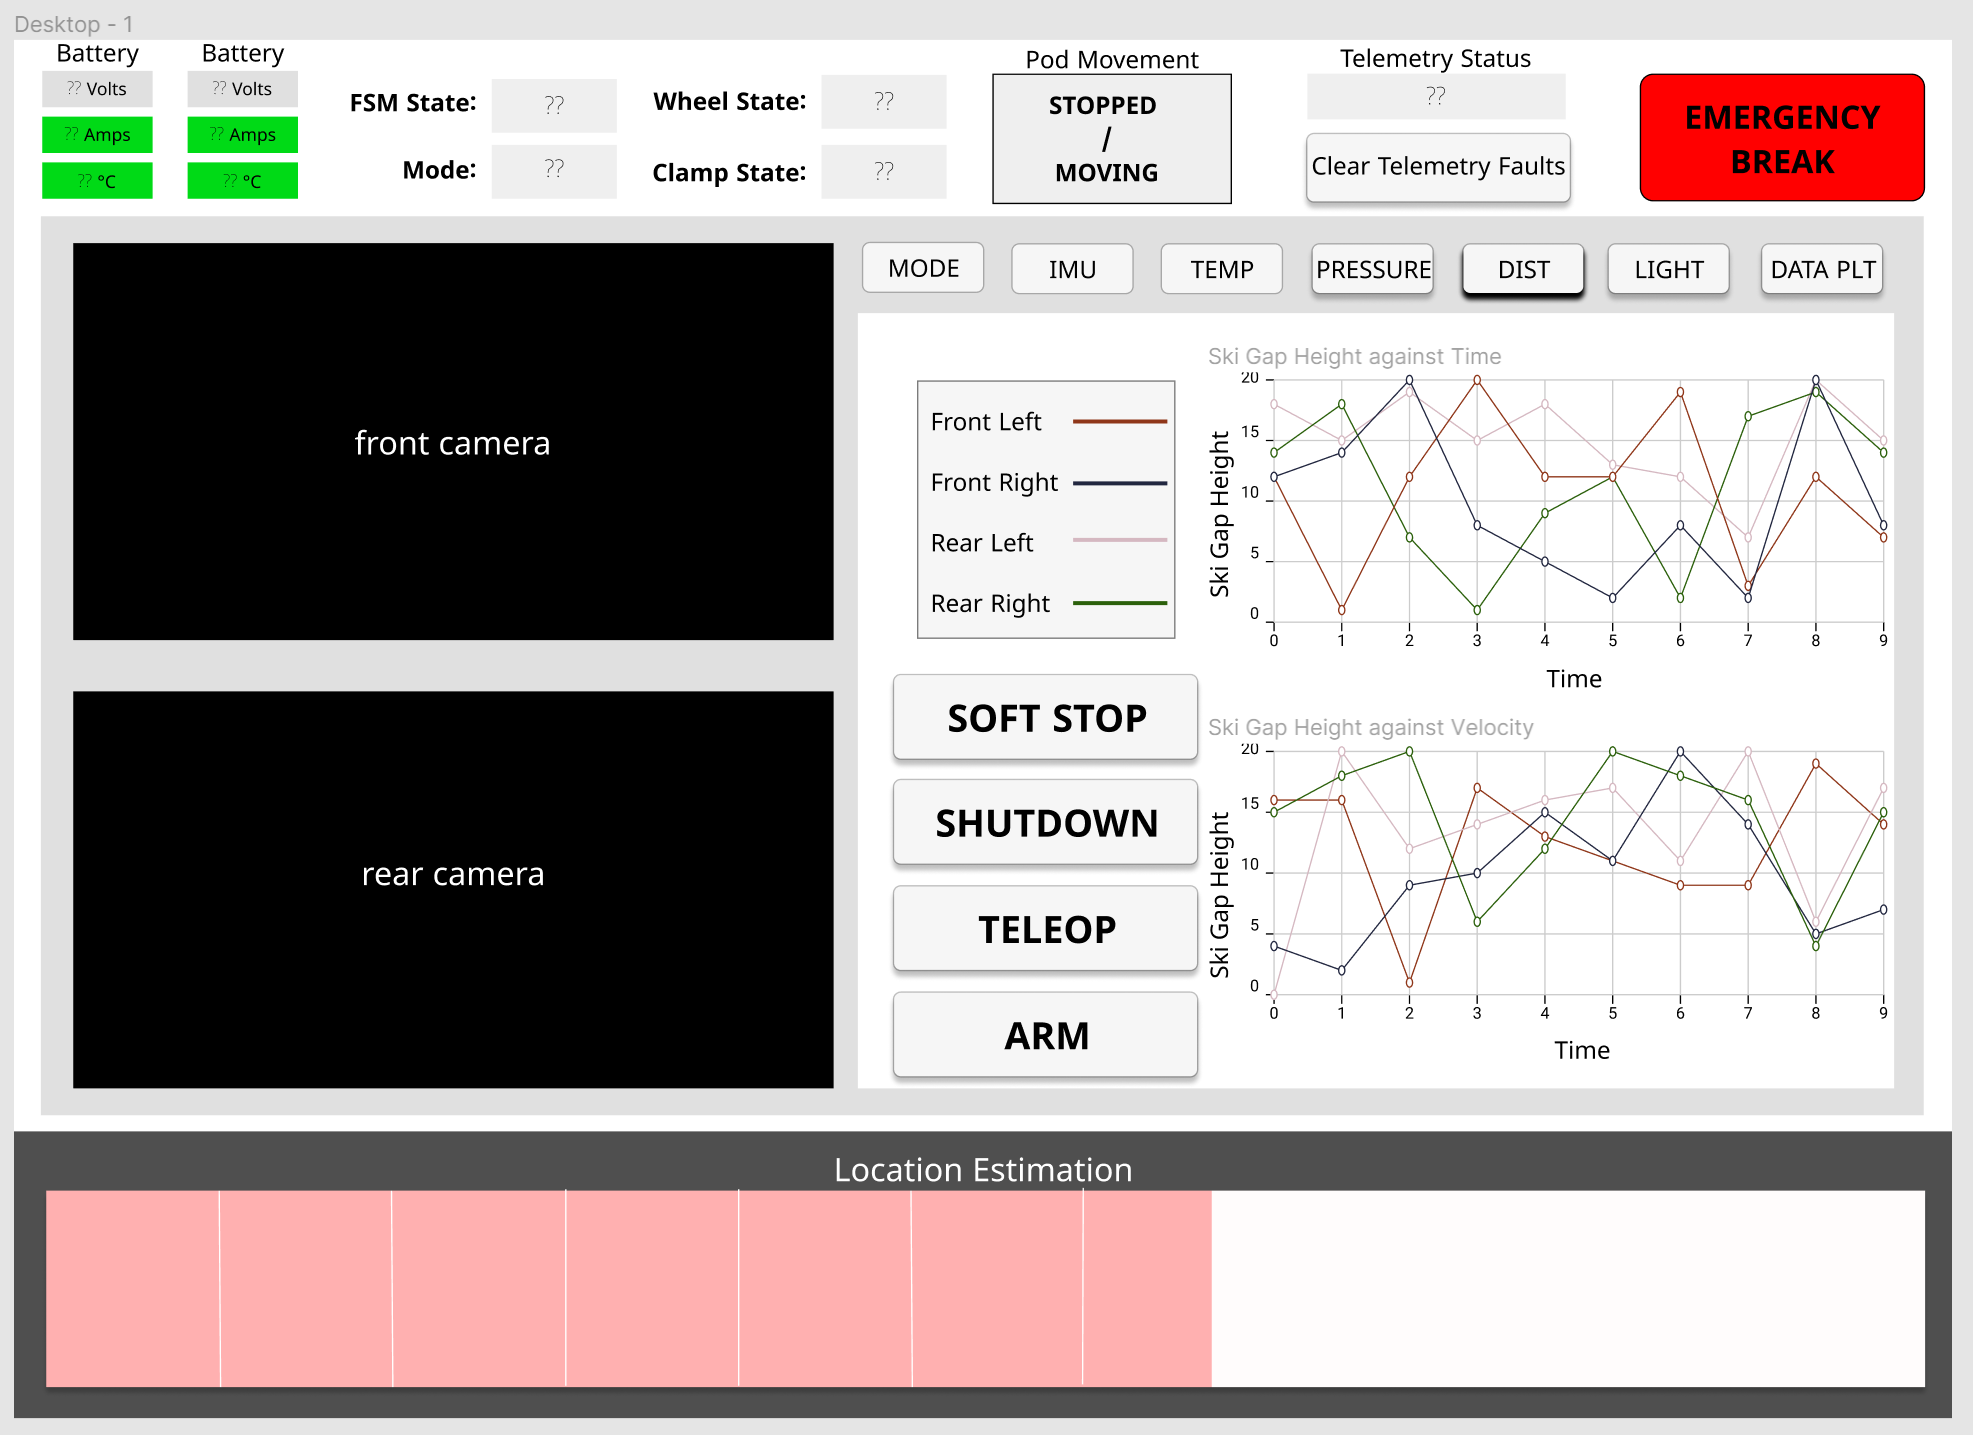 Desktop - 1
Battery
?? Volts
?? Amps
?? °C
Battery
?? Volts
?? Amps
?? °C
FSM State: ??
Mode: ??
Wheel State: ??
Clamp State: ??
Pod Movement
STOPPED
/
MOVING
Telemetry Status
??
Clear Telemetry Faults
EMERGENCY
BREAK
front camera
rear camera
MODE IMU TEMP PRESSURE DIST LIGHT DATA PLT
Front Left
Front Right
Rear Left
Rear Right
SOFT STOP
SHUTDOWN
TELEOP
ARM
Ski Gap Height against Time
Ski Gap Height
20
15
10
5
0
0 1 2 3 4 5 6 7 8 9
Time
Ski Gap Height against Velocity
Ski Gap Height
20
15
10
5
0
0 1 2 3 4 5 6 7 8 9
Time
Location Estimation